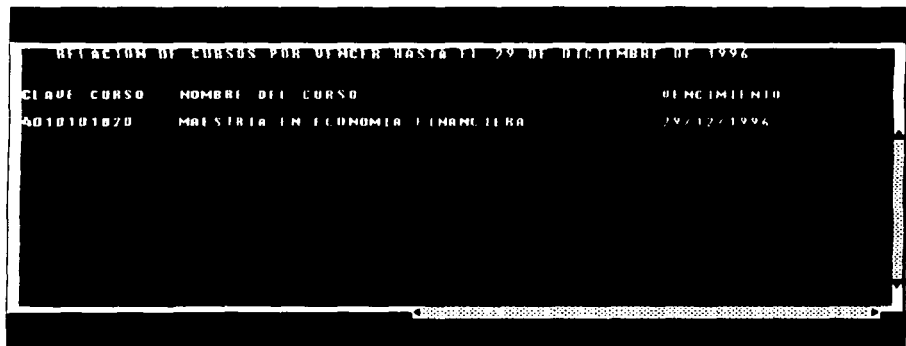 RELACION DE CURSOS POR VENCER HASTA EL 29 DE DICIEMBRE DE 1996
CLAVE CURSO NOMBRE DEL CURSO VENCIMIENTO
A010101020 MAESTRIA EN ECONOMIA FINANCIERA 29/12/1996